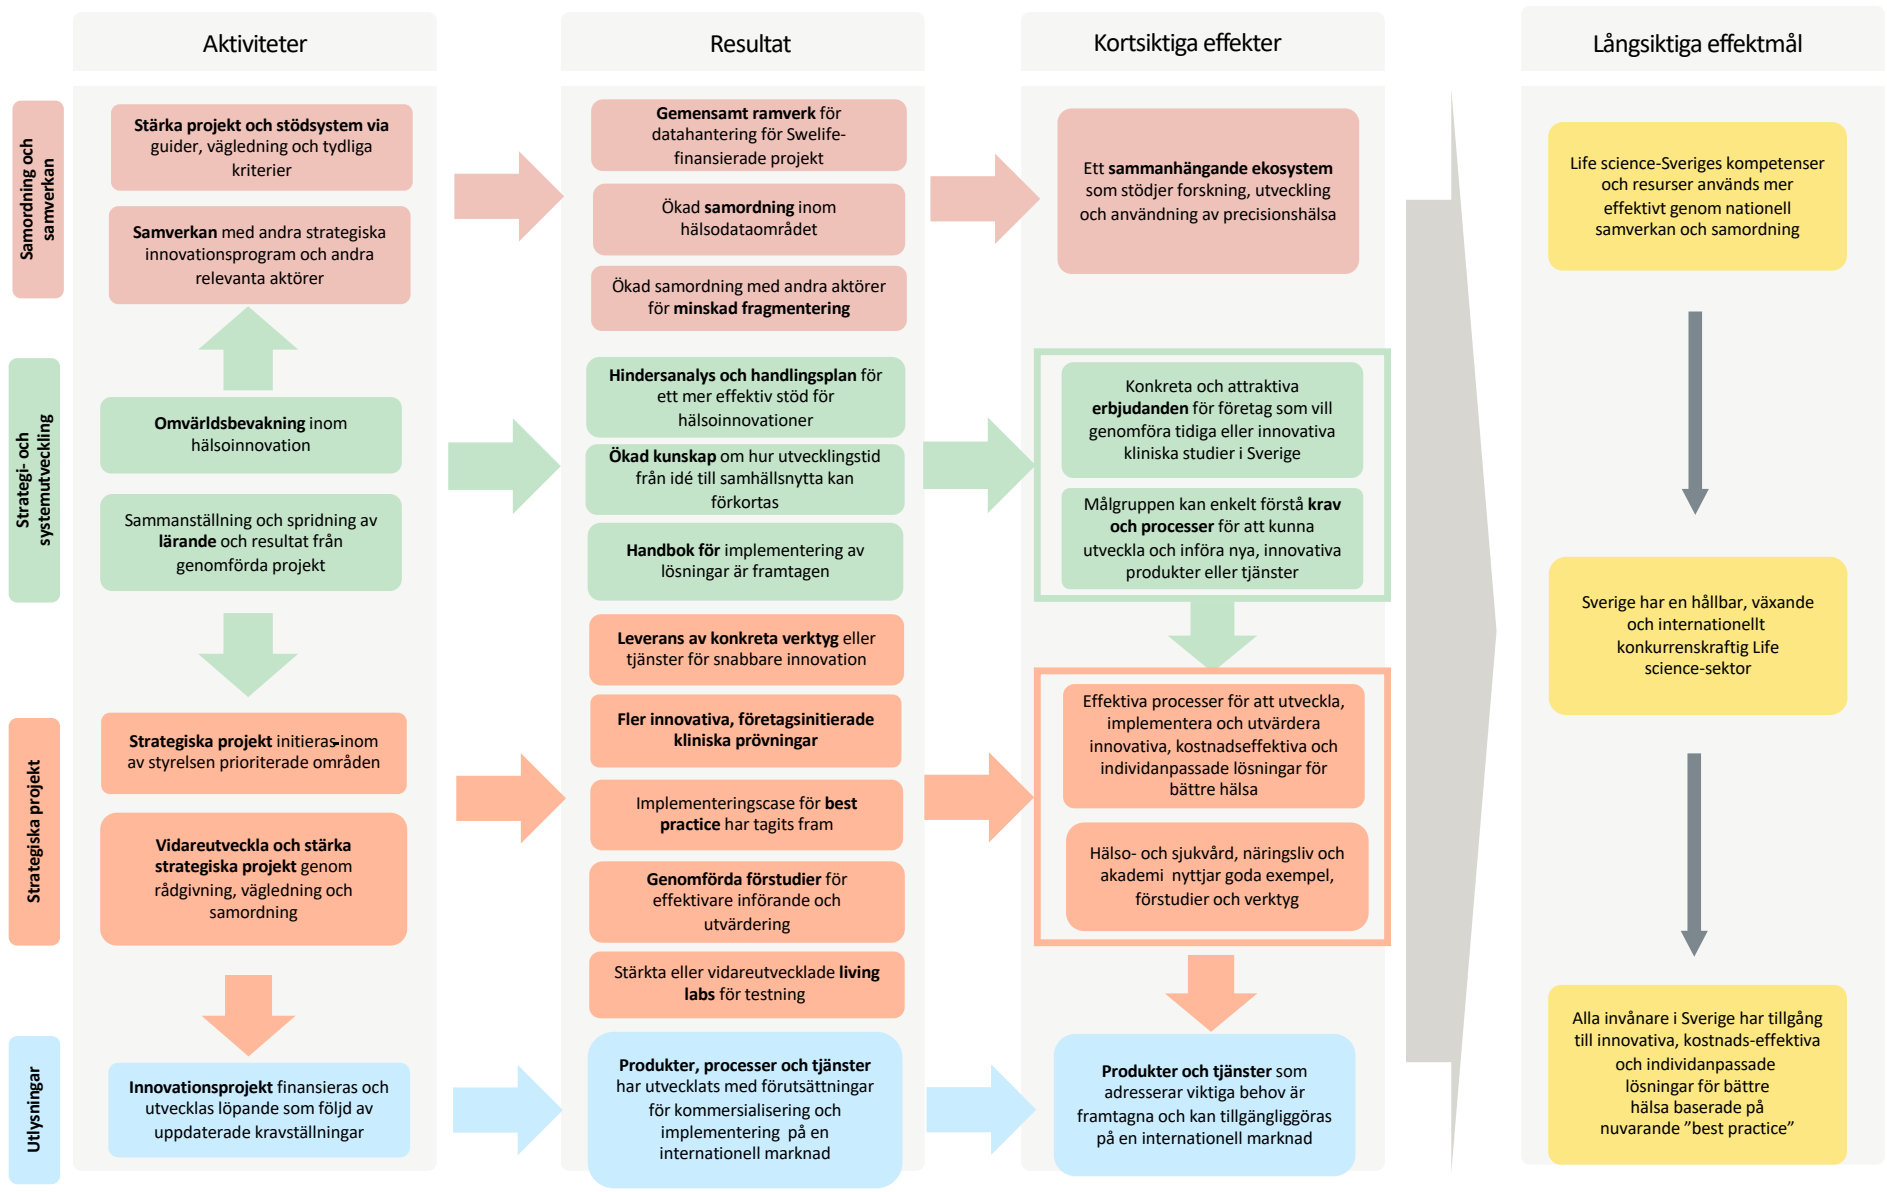 Aktiviteter
Resultat
Kortsiktiga effekter
Långsiktiga effektmål
Samordning och
samverkan
Stärka projekt och stödsystem via
guider, vägledning och tydliga
kriterier
Samverkan med andra strategiska
innovationsprogram och andra
relevanta aktörer
Gemensamt ramverk för
datahantering för Swelife-
finansierade projekt
Ökad samordning inom
hälsodataområdet
Ökad samordning med andra aktörer
för minskad fragmentering
Ett sammanhängande ekosystem
som stödjer forskning, utveckling
och användning av precisionshälsa
Strategi- och
systemutveckling
Omvärldsbevakning inom
hälsoinnovation
Sammanställning och spridning av
lärande och resultat från
genomförda projekt
Hindersanalys och handlingsplan för
ett mer effektiv stöd för
hälsoinnovationer
Ökad kunskap om hur utvecklingstid
från idé till samhällsnytta kan
förkortas
Handbok för implementering av
lösningar är framtagen
Konkreta och attraktiva
erbjudanden för företag som vill
genomföra tidiga eller innovativa
kliniska studier i Sverige
Målgruppen kan enkelt förstå krav
och processer för att kunna
utveckla och införa nya, innovativa
produkter eller tjänster
Strategiska projekt
Strategiska projekt initieras-inom
av styrelsen prioriterade områden
Vidareutveckla och stärka
strategiska projekt genom
rådgivning, vägledning och
samordning
Leverans av konkreta verktyg eller
tjänster för snabbare innovation
Fler innovativa, företagsinitierade
kliniska prövningar
Implementeringscase för best
practice har tagits fram
Genomförda förstudier för
effektivare införande och
utvärdering
Stärkta eller vidareutvecklade living
labs för testning
Effektiva processer för att utveckla,
implementera och utvärdera
innovativa, kostnadseffektiva och
individanpassade lösningar för
bättre hälsa
Hälso- och sjukvård, näringsliv och
akademi nyttjar goda exempel,
förstudier och verktyg
Utlysningar
Innovationsprojekt finansieras och
utvecklas löpande som följd av
uppdaterade kravställningar
Produkter, processer och tjänster
har utvecklats med förutsättningar
för kommersialisering och
implementering på en
internationell marknad
Produkter och tjänster som
adresserar viktiga behov är
framtagna och kan tillgängliggöras
på en internationell marknad
Life science-Sveriges kompetenser
och resurser används mer
effektivt genom nationell
samverkan och samordning
Sverige har en hållbar, växande
och internationellt
konkurrenskraftig Life
science-sektor
Alla invånare i Sverige har tillgång
till innovativa, kostnads-effektiva
och individanpassade
lösningar för bättre
hälsa baserade på
nuvarande ”best practice”